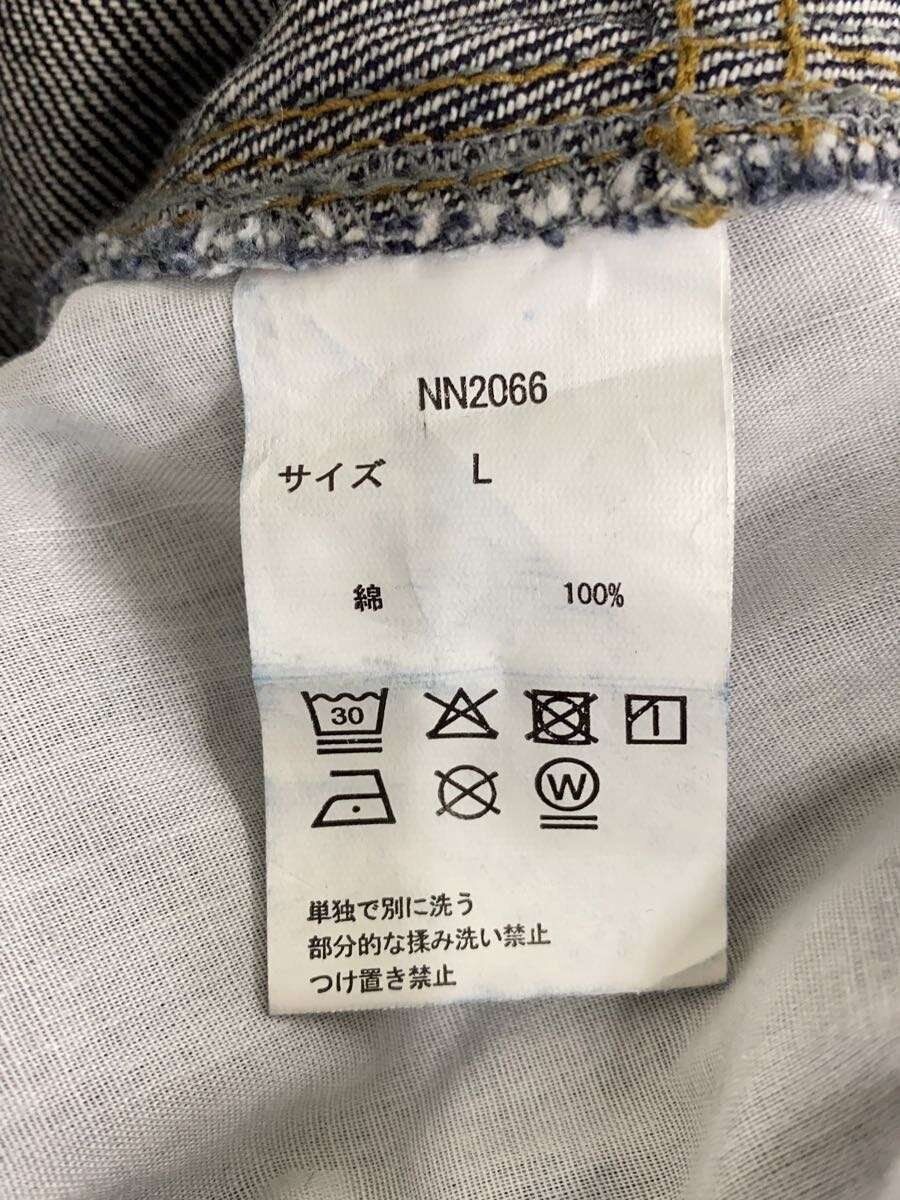 NN2066
サイズ L
綿 100%
30
W
単独で別に洗う
部分的な揉み洗い禁止
つけ置き禁止